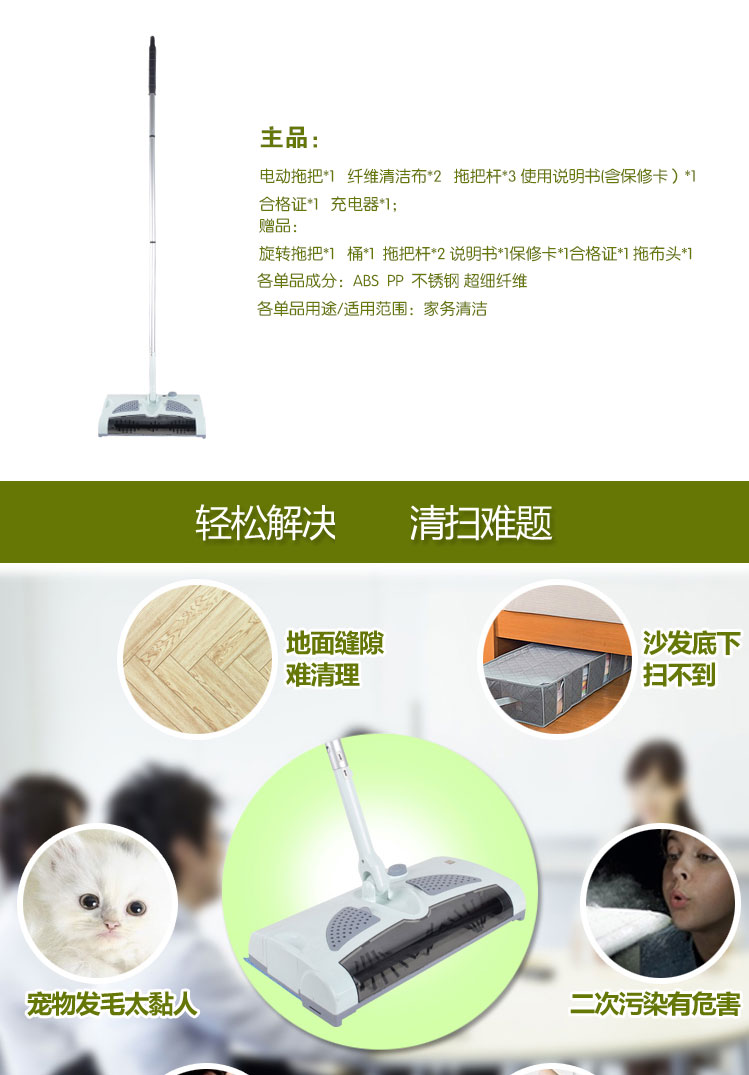 主品：
电动拖把*1 纤维清洁布*2 拖把杆*3 使用说明书(含保修卡）*1
合格证*1 充电器*1；
赠品：
旋转拖把*1 桶*1 拖把杆*2 说明书*1保修卡*1合格证*1 拖布头*1
各单品成分：ABS PP 不锈钢 超细纤维
各单品用途/适用范围：家务清洁
轻松解决 清扫难题
地面缝隙
难清理
沙发底下
扫不到
宠物发毛太黏人
二次污染有危害